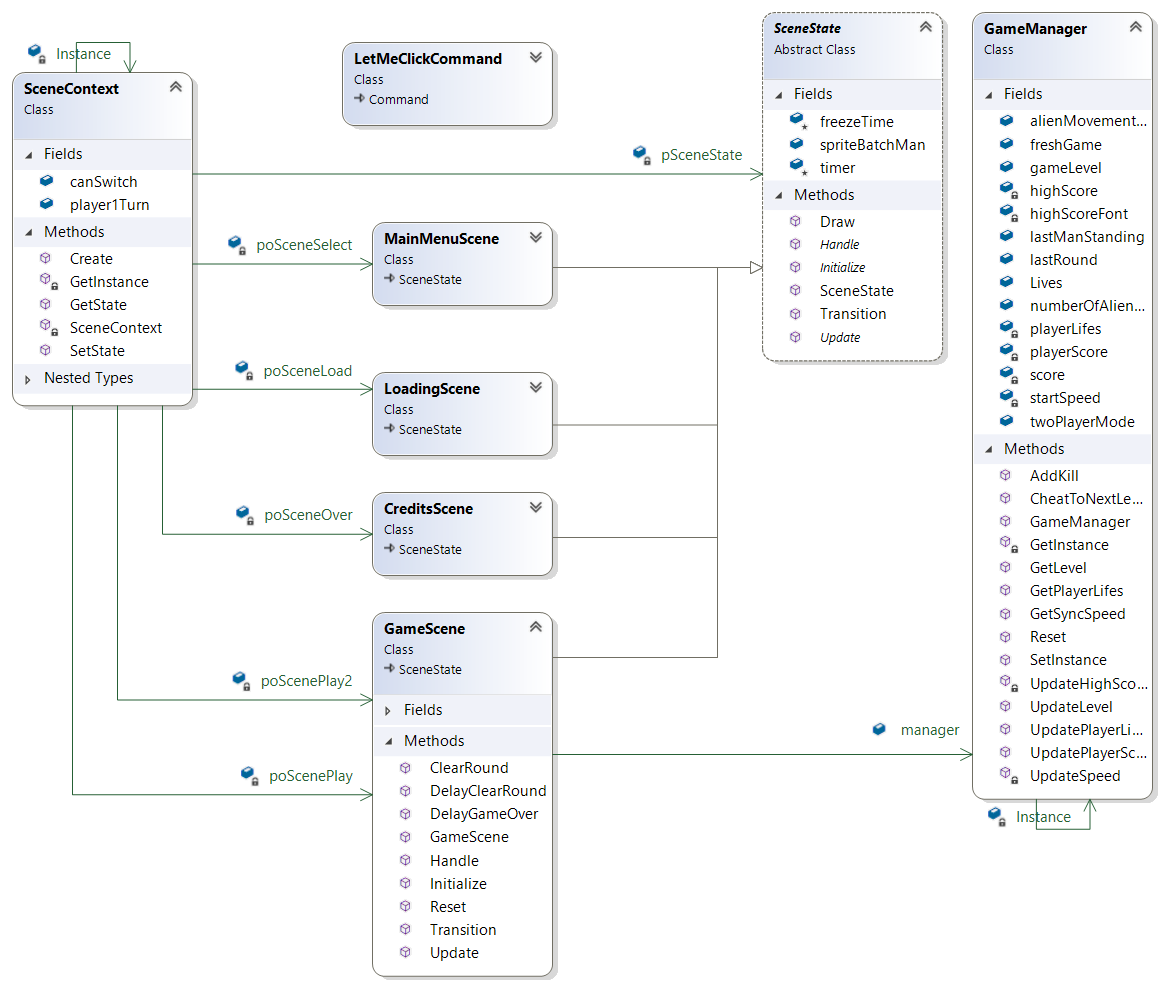 Instance
SceneContext
Class
Fields
canSwitch
player1Turn
Methods
Create
GetInstance
GetState
SceneContext
SetState
Nested Types
LetMeClickCommand
Class
Command
pSceneState
poSceneSelect
MainMenuScene
Class
SceneState
poSceneLoad
LoadingScene
Class
SceneState
poSceneOver
CreditsScene
Class
SceneState
poScenePlay2
poScenePlay
GameScene
Class
SceneState
Fields
Methods
ClearRound
DelayClearRound
DelayGameOver
GameScene
Handle
Initialize
Reset
Transition
Update
SceneState
Abstract Class
Fields
freezeTime
spriteBatchMan
timer
Methods
Draw
Handle
Initialize
SceneState
Transition
Update
manager
GameManager
Class
Fields
alienMovement...
freshGame
gameLevel
highScore
highScoreFont
lastManStanding
lastRound
Lives
numberOfAlien...
playerLifes
playerScore
score
startSpeed
twoPlayerMode
Methods
AddKill
CheatToNextLe...
GameManager
GetInstance
GetLevel
GetPlayerLifes
GetSyncSpeed
Reset
SetInstance
UpdateHighSco...
UpdateLevel
UpdatePlayerLi...
UpdatePlayerSc...
UpdateSpeed
Instance